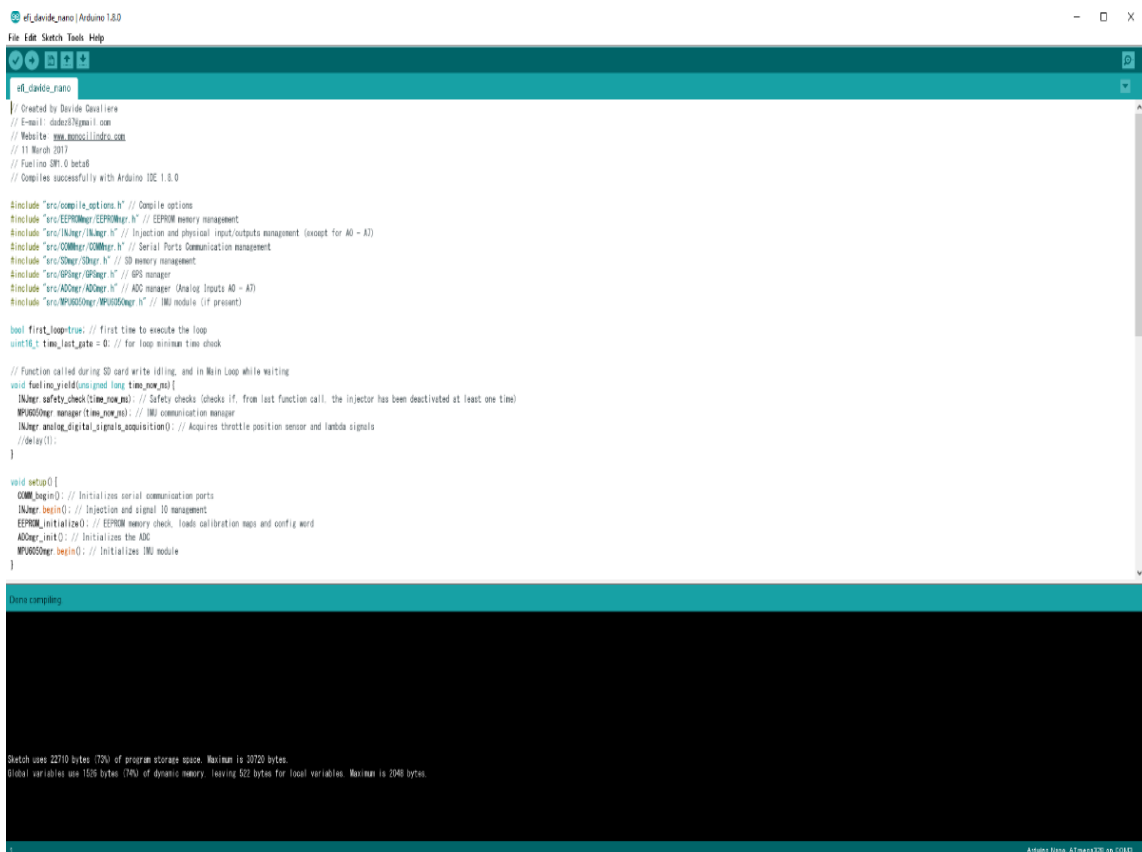 efi_davide_nano | Arduino 1.8.0
File Edit Sketch Tools Help
efi_davide_nano
// Created by Davide Cavaliere
// E-mail: dadez87@gmail.com
// Website: www.monocilindro.com
// 11 March 2017
// Fuelino SW1.0 beta6
// Compiles successfully with Arduino IDE 1.8.0
#include "src/compile_options.h" // Compile options
#include "src/EEPROMmgr/EEPROMmgr.h" // EEPROM memory management
#include "src/INJmgr/INJmgr.h" // Injection and physical input/outputs management (except for A0 - A7)
#include "src/COMMmgr/COMMmgr.h" // Serial Ports Communication management
#include "src/SDmgr/SDmgr.h" // SD memory management
#include "src/GPSmgr/GPSmgr.h" // GPS manager
#include "src/ADCmgr/ADCmgr.h" // ADC manager (Analog Inputs A0 - A7)
#include "src/MPU6050mgr/MPU6050mgr.h" // IMU module (if present)
bool first_loop=true; // first time to execute the loop
uint16_t time_last_gate = 0; // for loop minimum time check
// Function called during SD card write idling, and in Main Loop while waiting
void fuelino_yield(unsigned long time_now_ms){
INJmgr.safety_check(time_now_ms); // Safety checks (checks if, from last function call, the injector has been deactivated at least one time)
MPU6050mgr.manager(time_now_ms); // IMU communication manager
INJmgr.analog_digital_signals_acquisition(); // Acquires throttle position sensor and lambda signals
//delay(1);
}
void setup() {
COMM_begin(); // Initializes serial communication ports
INJmgr.begin(); // Injection and signal IO management
EEPROM_initialize(); // EEPROM memory check, loads calibration maps and config word
ADCmgr_init(); // Initializes the ADC
MPU6050mgr.begin(); // Initializes IMU module
}
Done compiling.
Sketch uses 22710 bytes (73%) of program storage space. Maximum is 30720 bytes.
Global variables use 1526 bytes (74%) of dynamic memory, leaving 522 bytes for local variables. Maximum is 2048 bytes.
Arduino Nano, ATmega328 on